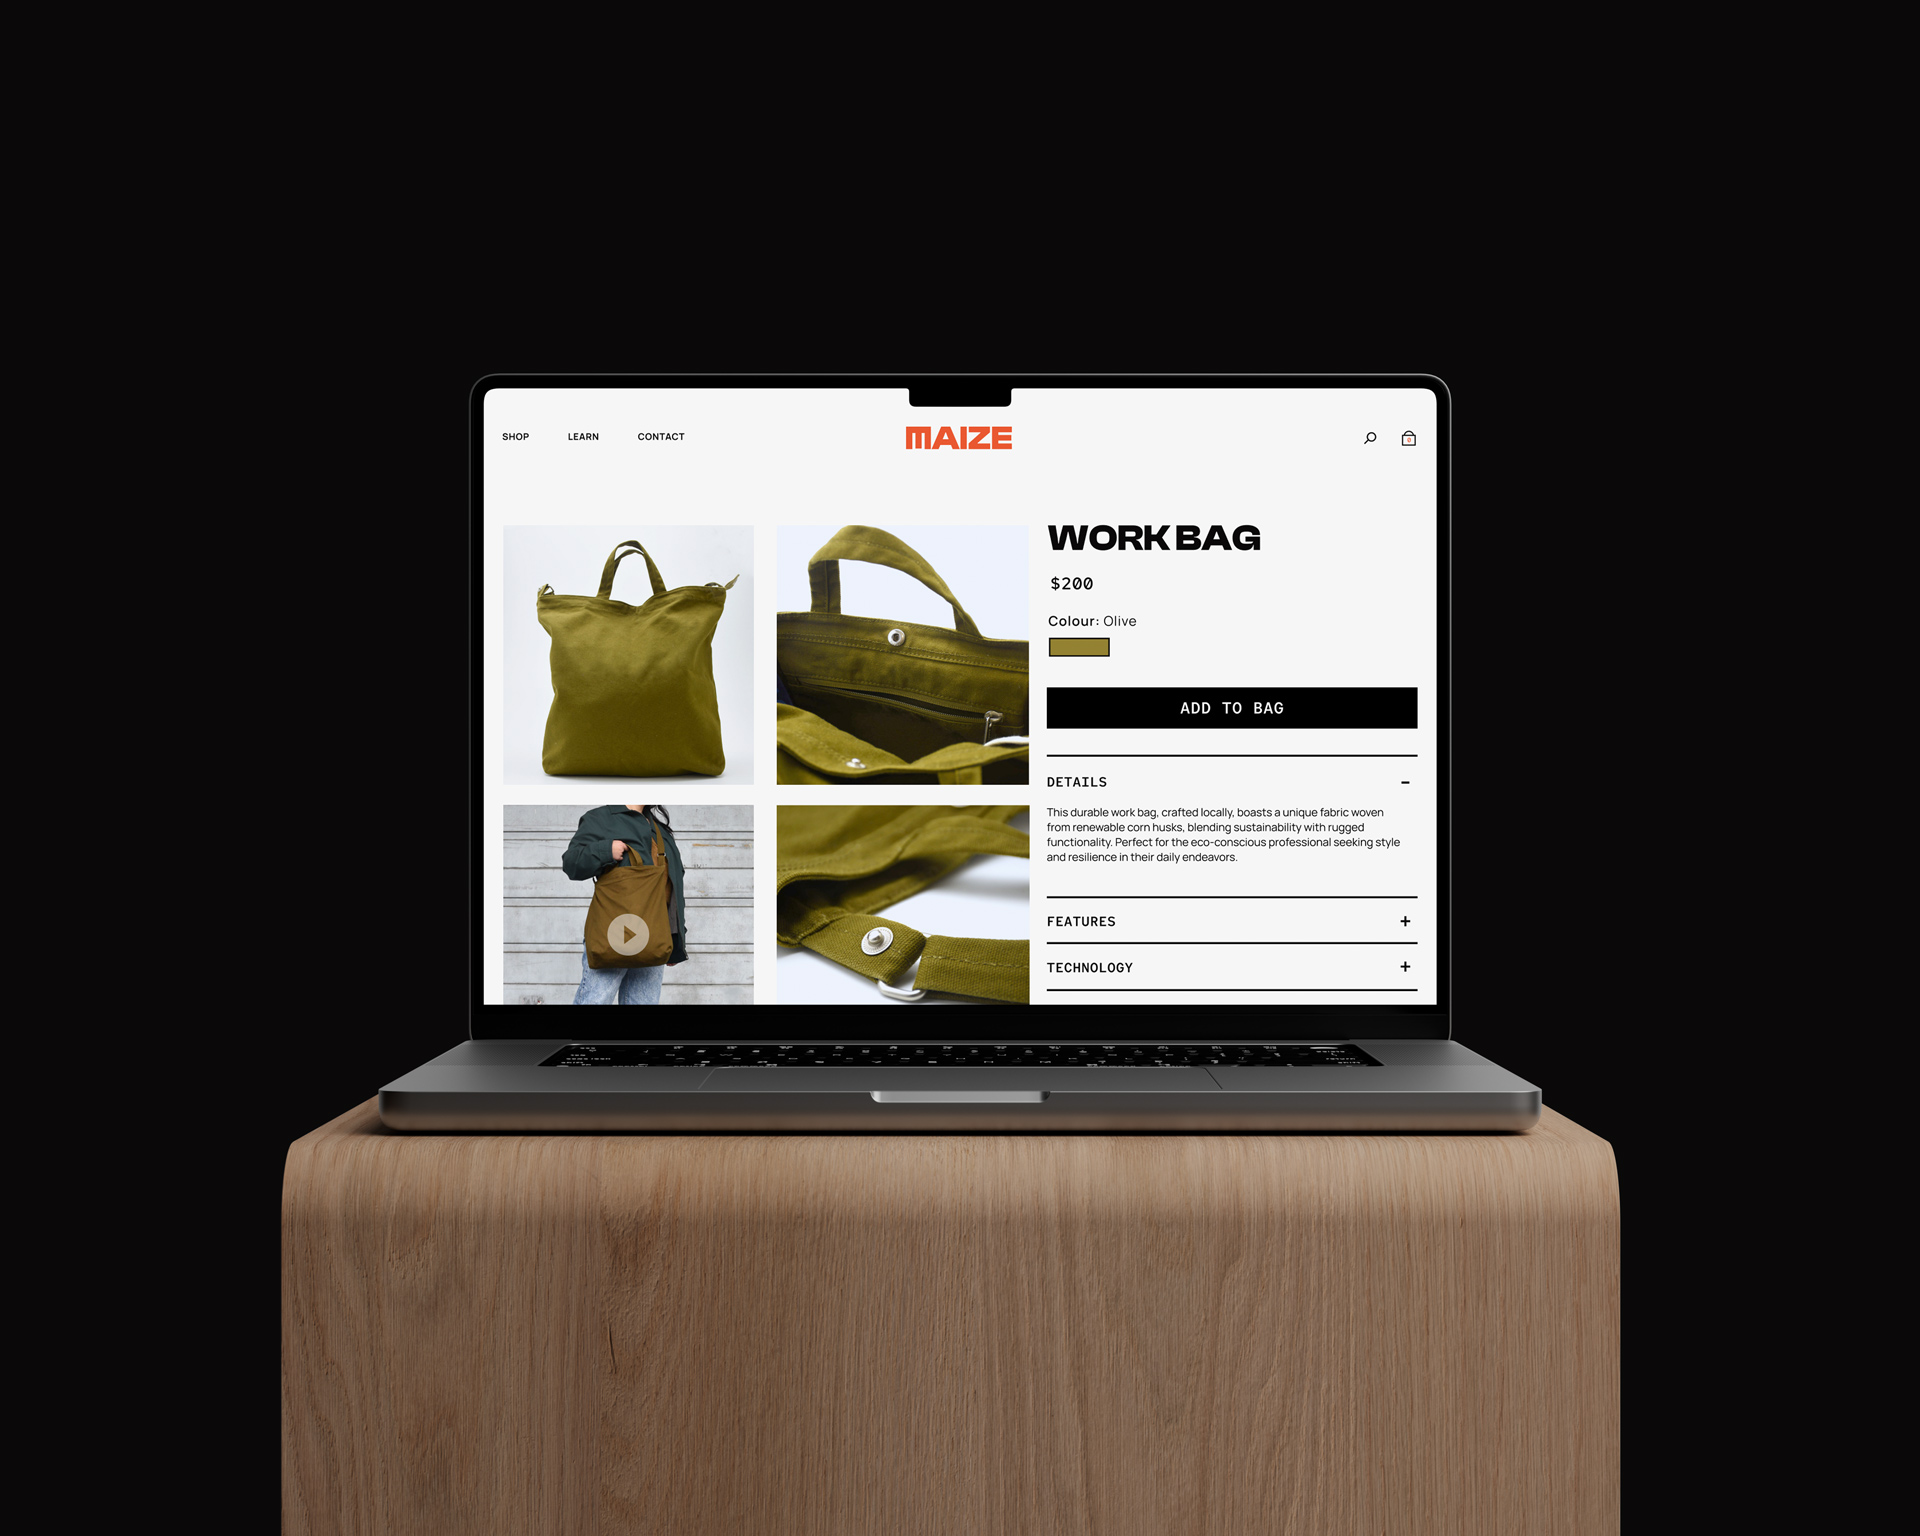 SHOP LEARN CONTACT
MAIZE
0
WORK BAG
$200
Colour: Olive
ADD TO BAG
DETAILS
This durable work bag, crafted locally, boasts a unique fabric woven
from renewable corn husks, blending sustainability with rugged
functionality. Perfect for the eco-conscious professional seeking style
and resilience in their daily endeavors.
FEATURES
TECHNOLOGY